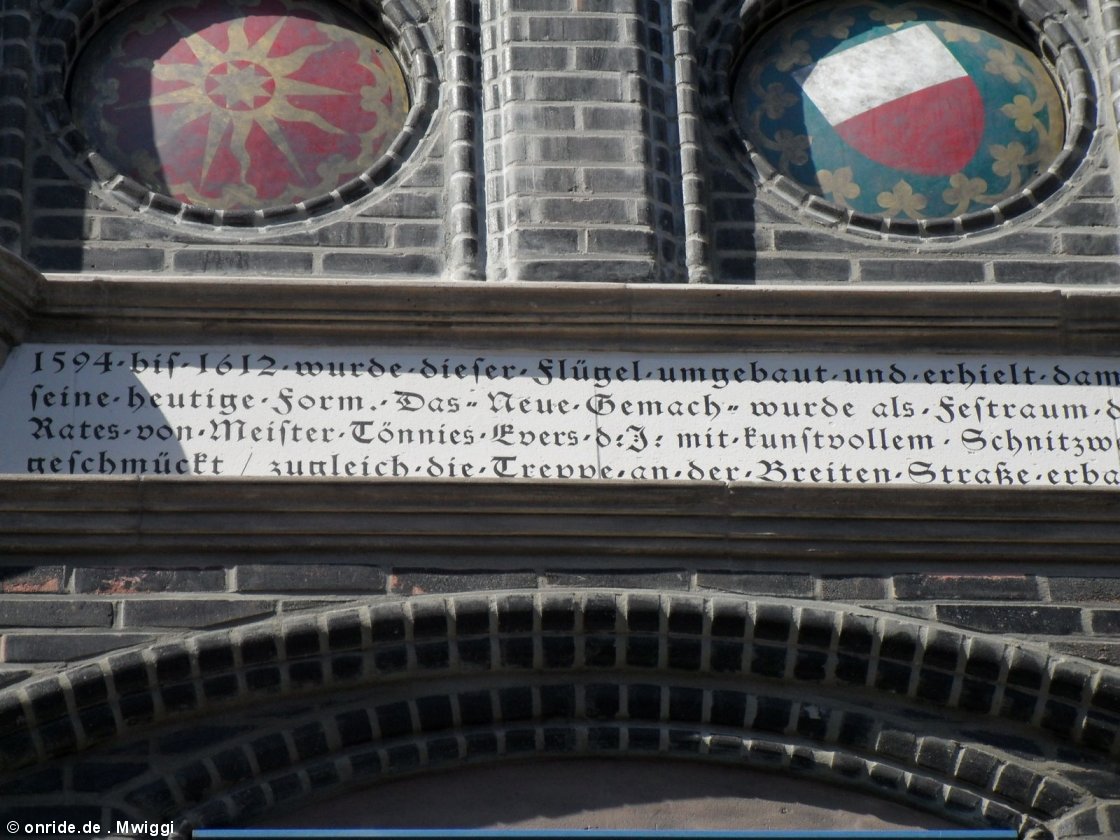 1594·bis·1612·wurde·dieser·Flügel·umgebaut·und·erhielt·dam
seine·heutige·Form.·Das·"Neue·Gemach"·wurde als·Festraum·d
Rates·von·Meister·Tönnies·Evers·d:J:·mit·kunstvollem·Schnitzw
geschmückt / zugleich·die·Treppe·an·der·Breiten·Straße·erba
© onride.de . Mwiggi